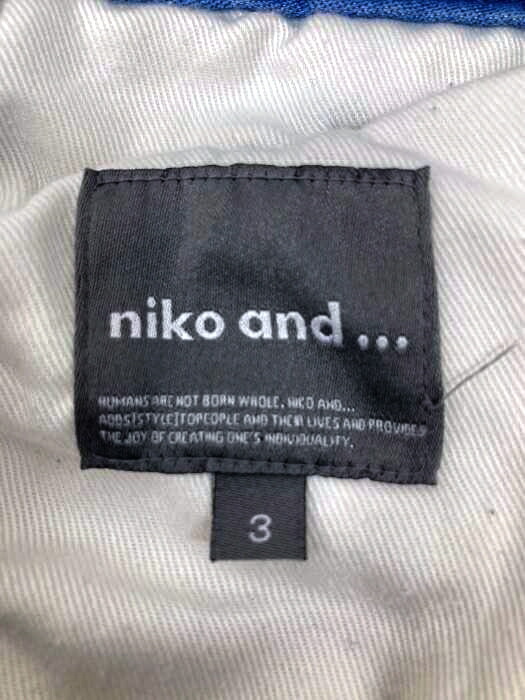 niko and ...
HUMANS ARE NOT BORN WHOLE. NIKO AND...
ADDS[STYLE]TOPEOPLE AND THEIR LIVES AND PROVIDES
THE JOY OF CREATING ONE'S INDIVIDUALITY.
3